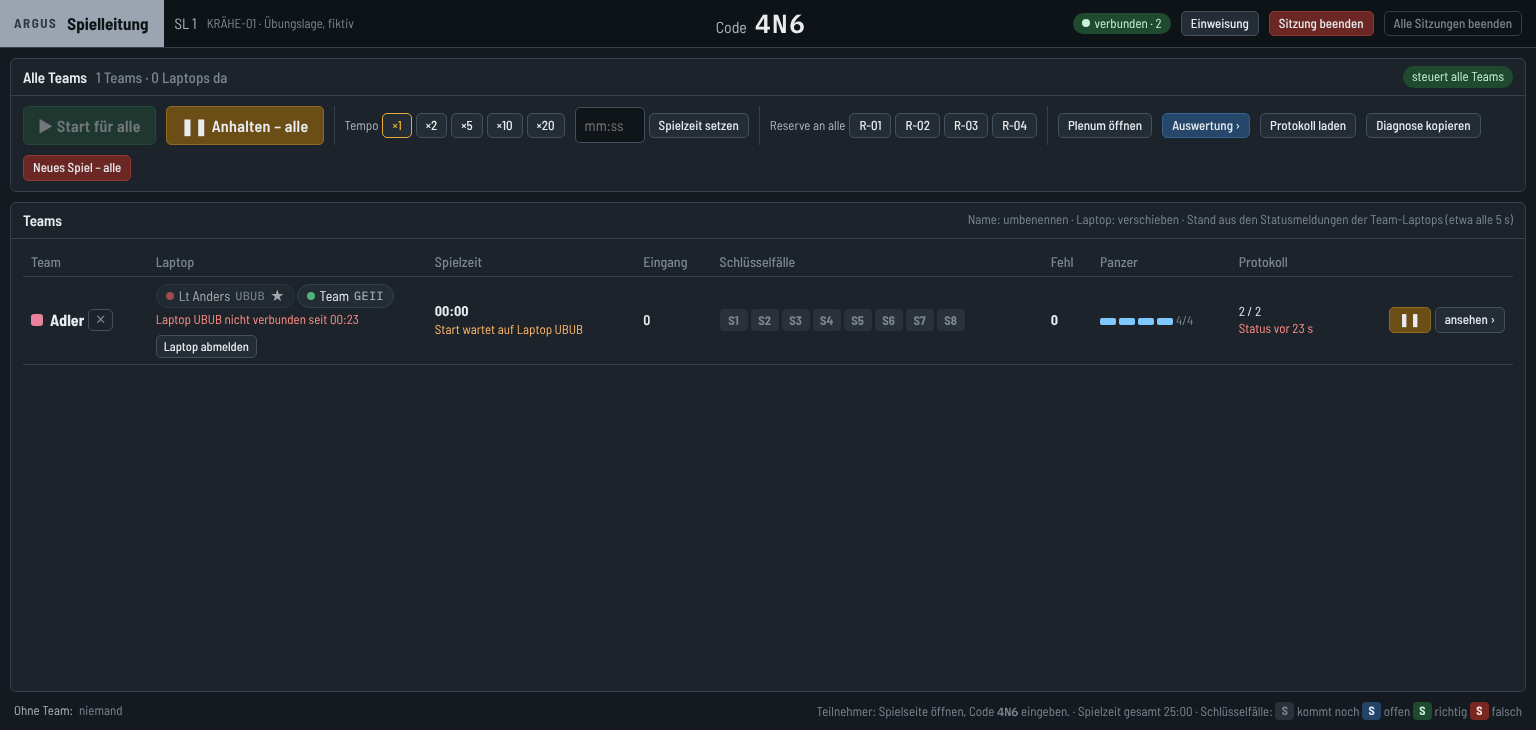 ARGUS Spielleitung SL 1 KRÄHE-01 · Übungslage, fiktiv Code 4N6 verbunden · 2 Einweisung Sitzung beenden Alle Sitzungen beenden
Alle Teams 1 Teams · 0 Laptops da steuert alle Teams
▶ Start für alle ❚❚ Anhalten – alle Tempo ×1 ×2 ×5 ×10 ×20 mm:ss Spielzeit setzen Reserve an alle R-01 R-02 R-03 R-04 Plenum öffnen Auswertung › Protokoll laden Diagnose kopieren
Neues Spiel – alle
Teams Name: umbenennen · Laptop: verschieben · Stand aus den Statusmeldungen der Team-Laptops (etwa alle 5 s)
Team Laptop Spielzeit Eingang Schlüsselfälle Fehl Panzer Protokoll
Adler ✕ Lt Anders UBUB ★ Team GEII
Laptop UBUB nicht verbunden seit 00:23
Laptop abmelden
00:00
Start wartet auf Laptop UBUB
0 S1 S2 S3 S4 S5 S6 S7 S8 0 4/4
2 / 2
Status vor 23 s
❚❚ ansehen ›
Ohne Team: niemand Teilnehmer: Spielseite öffnen, Code 4N6 eingeben. · Spielzeit gesamt 25:00 · Schlüsselfälle: S kommt noch S offen S richtig S falsch